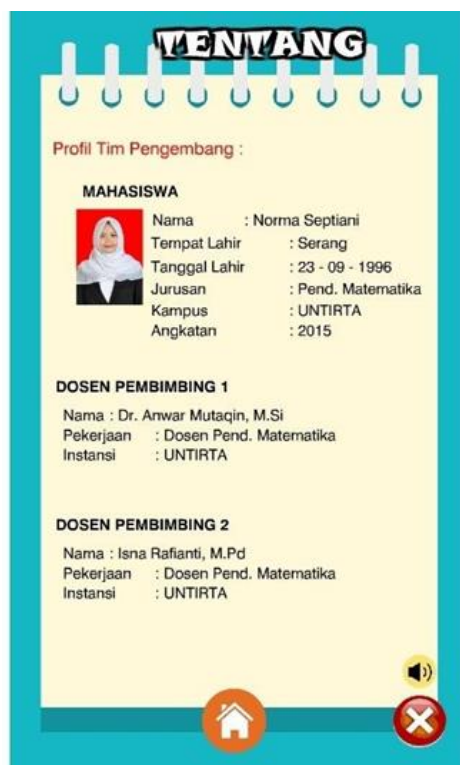 TENTANG
Profil Tim Pengembang :
MAHASISWA
Nama : Norma Septiani
Tempat Lahir : Serang
Tanggal Lahir : 23 - 09 - 1996
Jurusan : Pend. Matematika
Kampus : UNTIRTA
Angkatan : 2015
DOSEN PEMBIMBING 1
Nama : Dr. Anwar Mutaqin, M.Si
Pekerjaan : Dosen Pend. Matematika
Instansi : UNTIRTA
DOSEN PEMBIMBING 2
Nama : Isna Rafianti, M.Pd
Pekerjaan : Dosen Pend. Matematika
Instansi : UNTIRTA